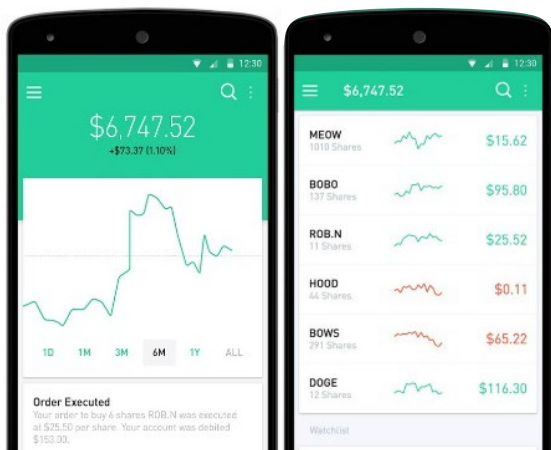 12:30
$6,747.52
+$73.37 (1.10%)
1D 1M 3M 6M 1Y ALL
Order Executed
Your order to buy 6 shares ROB.N was executed
at $25.50 per share. Your account was debited
$153.00.
12:30
$6,747.52
MEOW $15.62
1010 Shares
BOBO $95.80
137 Shares
ROB.N $25.52
11 Shares
HOOD $0.11
44 Shares
BOWS $65.22
291 Shares
DOGE $116.30
12 Shares
Watchlist